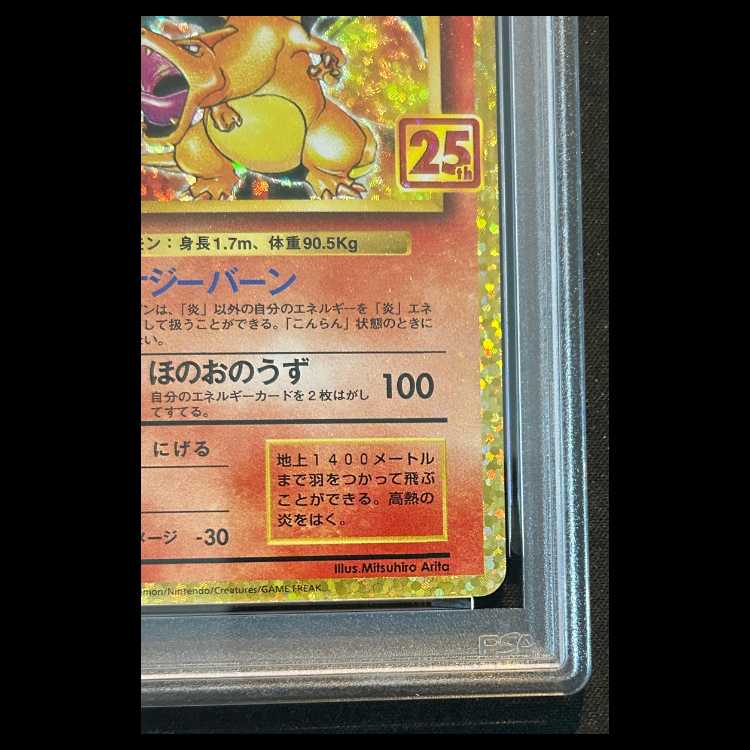 25th
モン：身長1.7m、体重90.5Kg
ナジーバーン
ンは、「炎」以外の自分のエネルギーを「炎」エネ
して扱うことができる。「こんらん」状態のときに
い。
ほのおのうず 100
自分のエネルギーカードを２枚はがし
てすてる。
にげる
地上１４００メートル
まで羽をつかって飛ぶ
ことができる。高熱の
炎をはく。
メージ -30
Illus.Mitsuhiro Arita
mon/Nintendo/Creatures/GAME FREAK
PSA